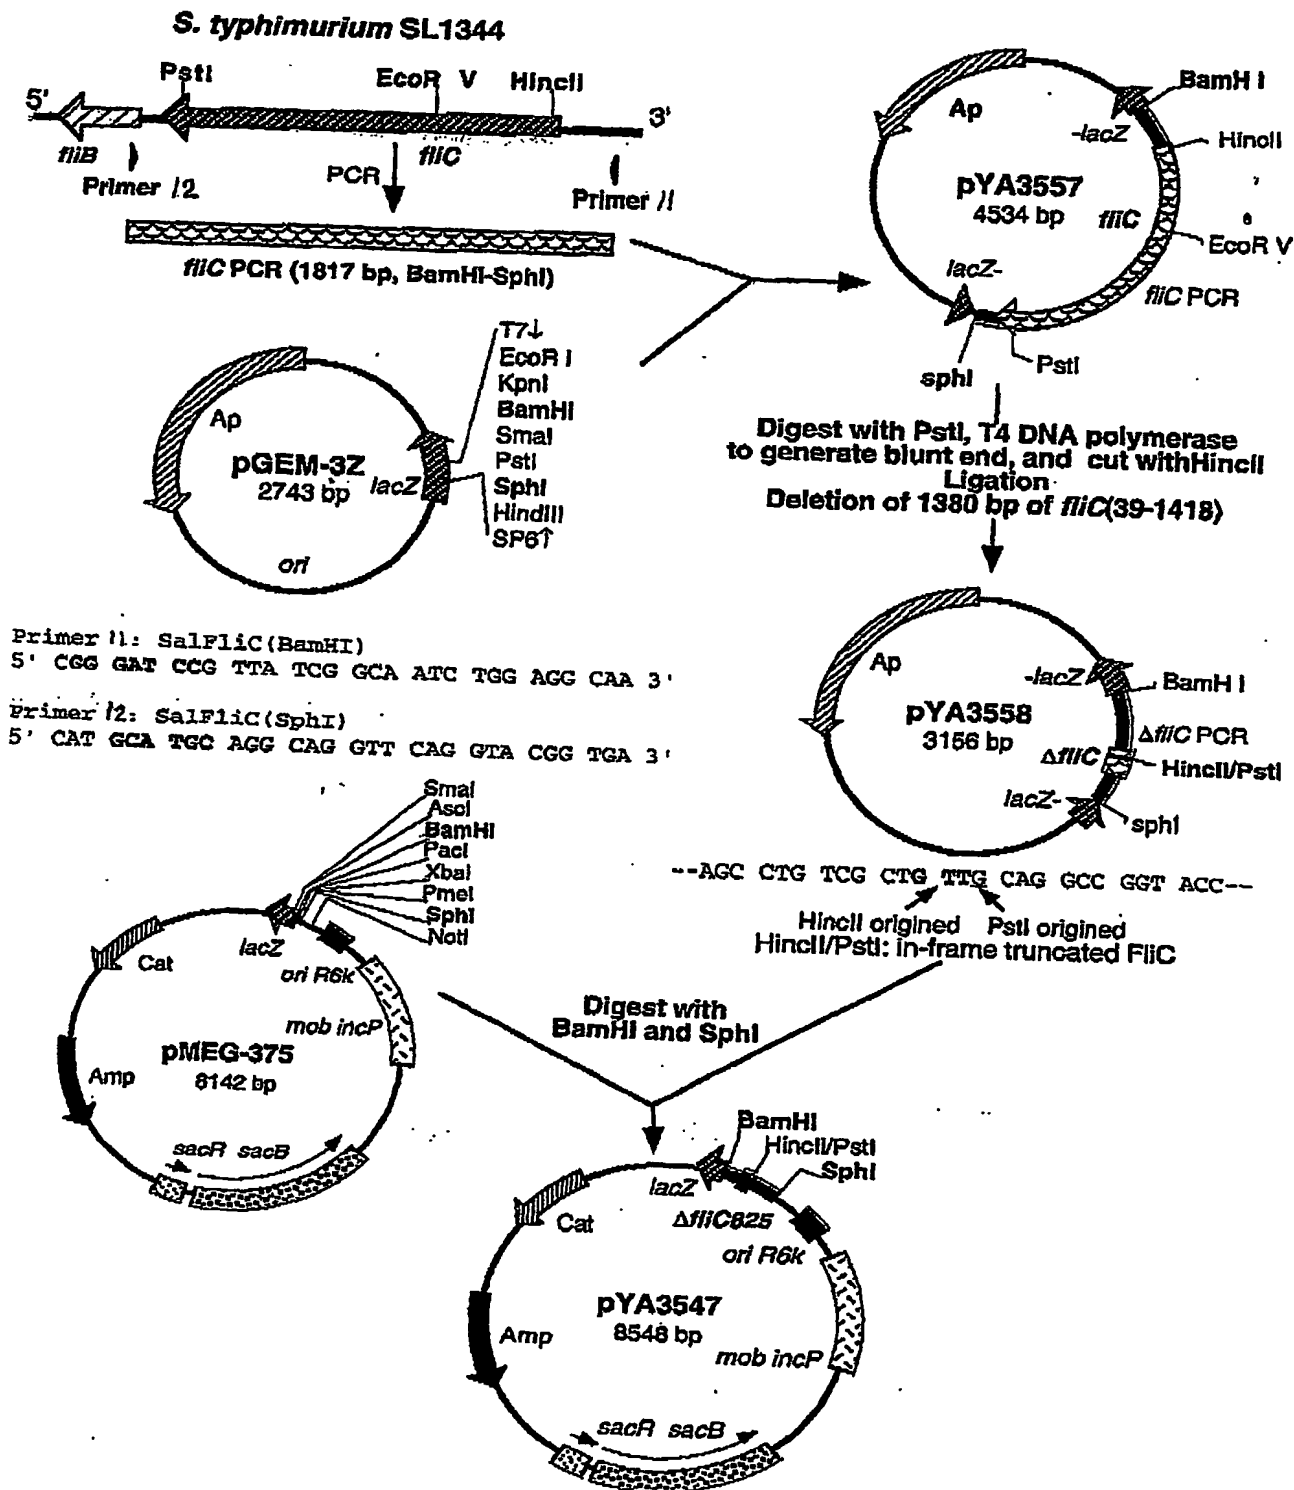 S. typhimurium SL1344
PstI
EcoR V
HincII
5'
3'
fliB
fliC
Primer 12
PCR
Primer 11
fliC PCR (1817 bp, BamHI-SphI)
Ap
-lacZ
BamH I
HincII
pYA3557
4534 bp
fliC
EcoR V
lacZ-
fliC PCR
sphI
PstI
T7↓
EcoR I
KpnI
BamHI
SmaI
PstI
SphI
HindIII
SP6↑
Ap
pGEM-3Z
2743 bp
lacZ
ori
Digest with PstI, T4 DNA polymerase
to generate blunt end, and cut withHincII
Ligation
Deletion of 1380 bp of fliC(39-1418)
Primer 11: SalFliC(BamHI)
5' CGG GAT CCG TTA TCG GCA ATC TGG AGG CAA 3'
Primer 12: SalFliC(SphI)
5' CAT GCA TGC AGG CAG GTT CAG GTA CGG TGA 3'
Ap
-lacZ
BamH I
pYA3558
3156 bp
ΔfliC PCR
ΔfliC
HincII/PstI
lacZ-
sphI
--AGC CTG TCG CTG TTG CAG GCC GGT ACC--
HincII origined
PstI origined
HincII/PstI: in-frame truncated FliC
SmaI
AscI
BamHI
PacI
XbaI
PmeI
SphI
NotI
lacZ
Cat
ori R6k
mob incP
pMEG-375
8142 bp
Amp
sacR sacB
Digest with
BamHI and SphI
BamHI
HincII/PstI
SphI
lacZ
ΔfliC825
Cat
ori R6k
pYA3547
8548 bp
Amp
mob incP
sacR sacB